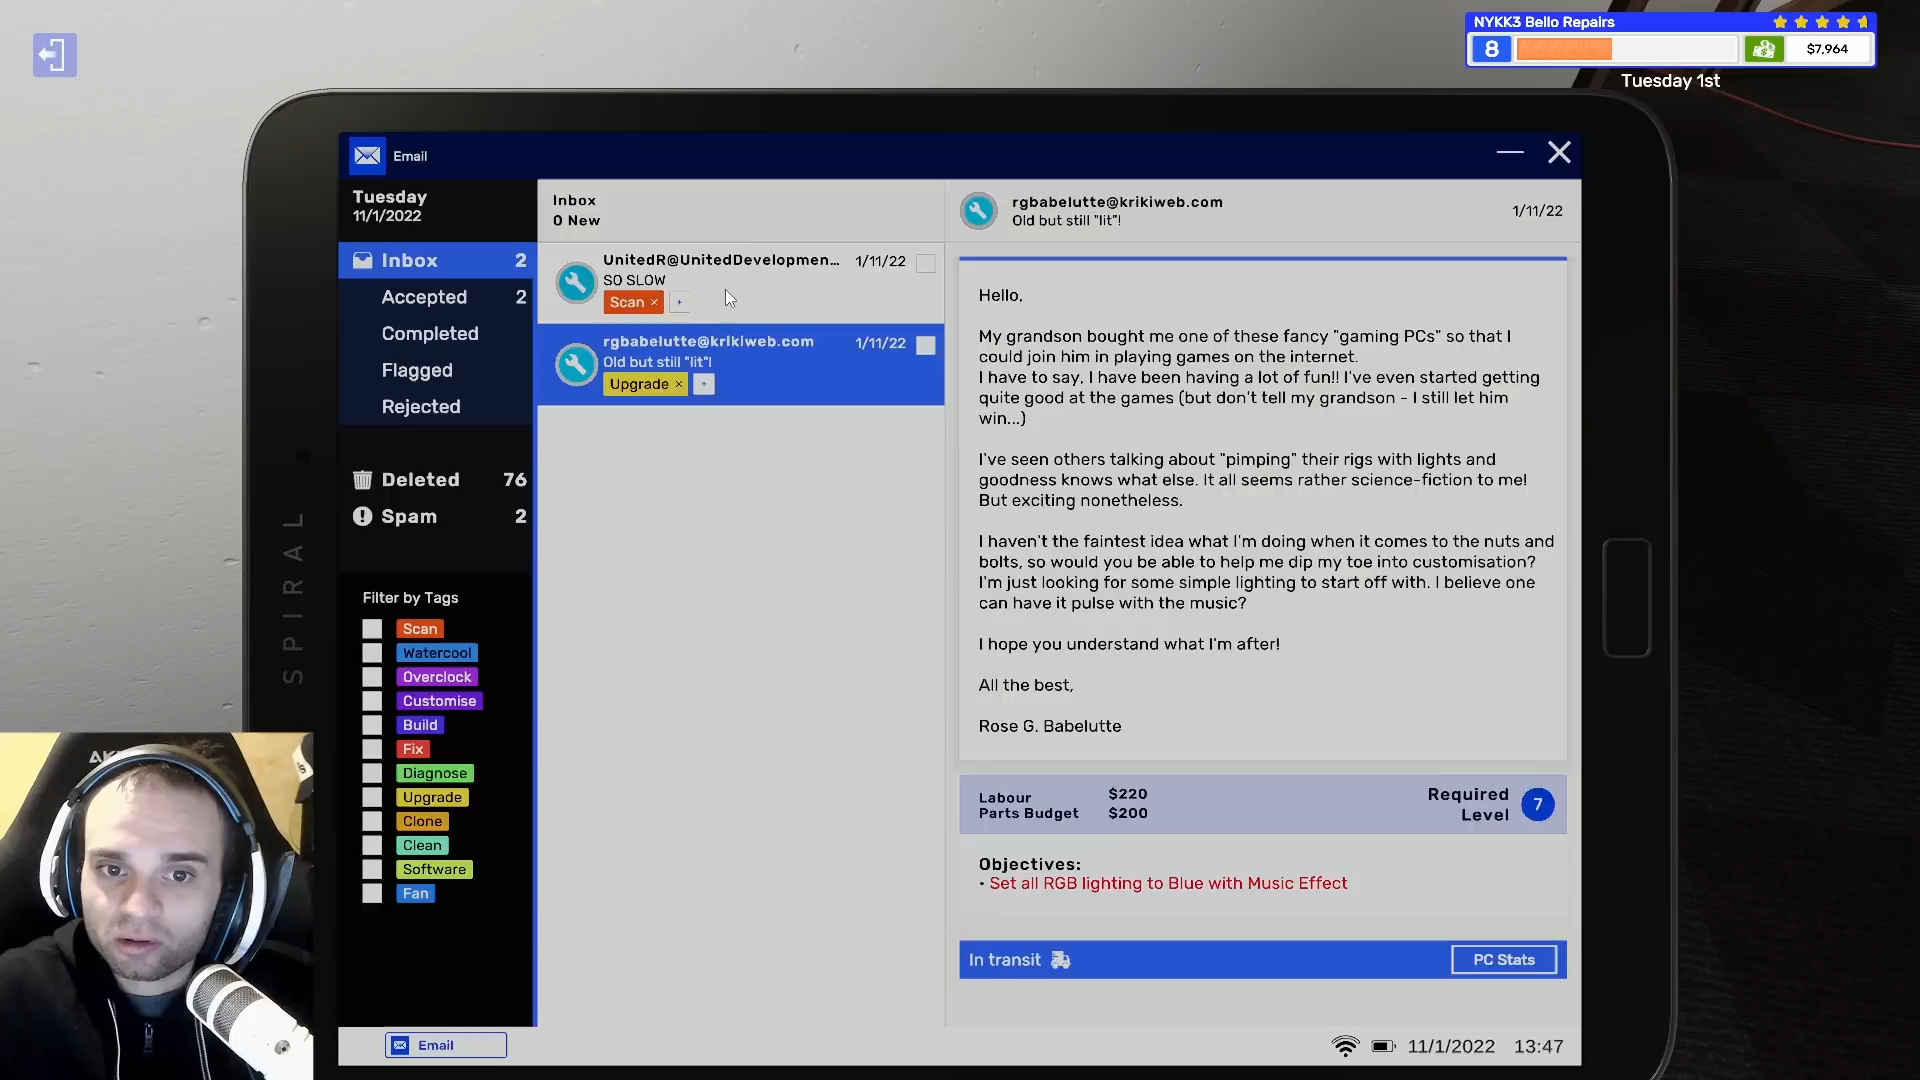 NYKK3 Bello Repairs
8
$7,964
Tuesday 1st
Email
Tuesday
11/1/2022
Inbox 2
Accepted 2
Completed
Flagged
Rejected
Deleted 76
Spam 2
Filter by Tags
Scan
Watercool
Overclock
Customise
Build
Fix
Diagnose
Upgrade
Clone
Clean
Software
Fan
Inbox
0 New
UnitedR@UnitedDevelopmen... 1/11/22
SO SLOW
Scan × +
rgbabelutte@krikiweb.com 1/11/22
Old but still "lit"!
Upgrade × +
rgbabelutte@krikiweb.com
Old but still "lit"!
1/11/22
Hello,
My grandson bought me one of these fancy "gaming PCs" so that I
could join him in playing games on the internet.
I have to say, I have been having a lot of fun!! I've even started getting
quite good at the games (but don't tell my grandson - I still let him
win...)
I've seen others talking about "pimping" their rigs with lights and
goodness knows what else. It all seems rather science-fiction to me!
But exciting nonetheless.
I haven't the faintest idea what I'm doing when it comes to the nuts and
bolts, so would you be able to help me dip my toe into customisation?
I'm just looking for some simple lighting to start off with. I believe one
can have it pulse with the music?
I hope you understand what I'm after!
All the best,
Rose G. Babelutte
Labour $220
Parts Budget $200
Required
Level
7
Objectives:
• Set all RGB lighting to Blue with Music Effect
In transit
PC Stats
Email
11/1/2022 13:47
SPIRAL